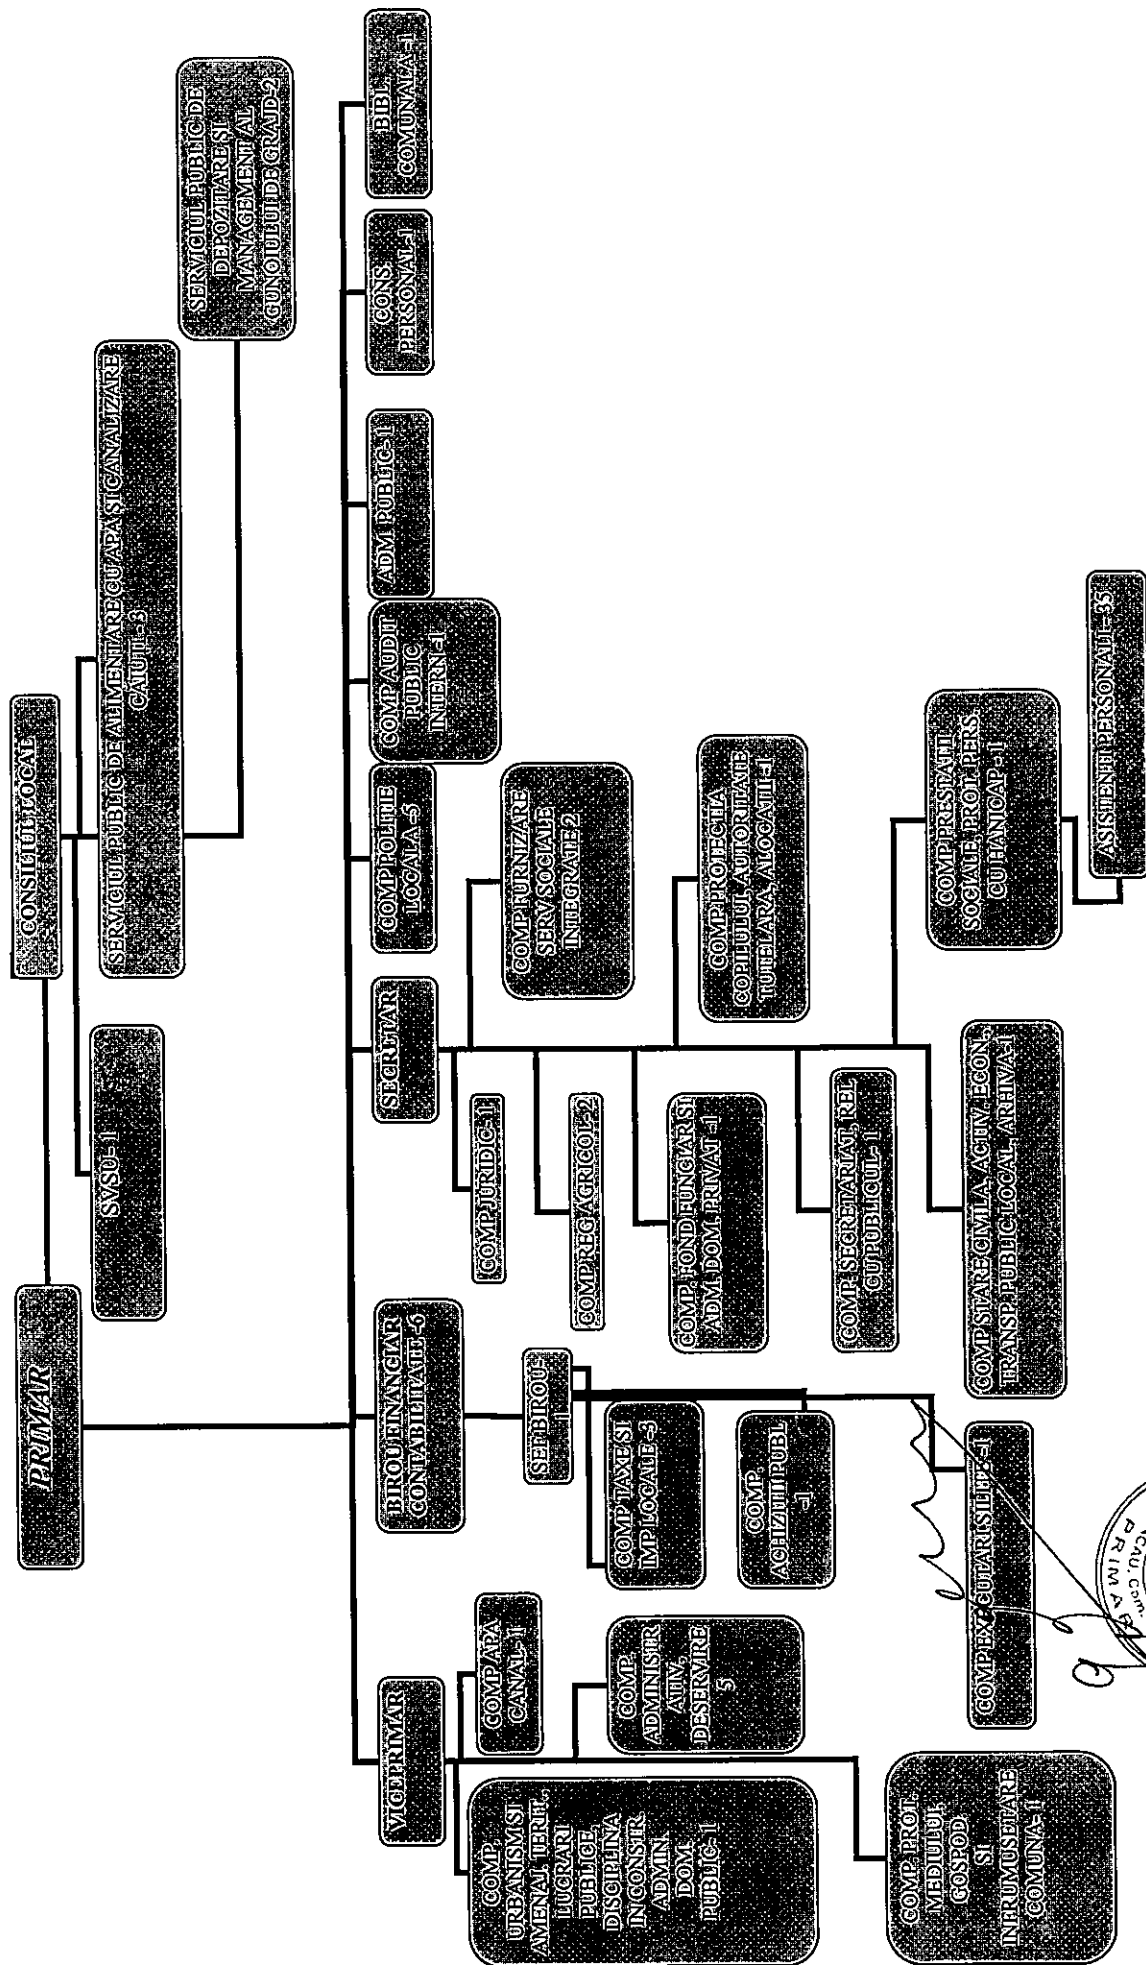 PRIMAR
CONSILIUL LOCAL
SVSU-1
SERVICIUL PUBLIC DE ALIMENTARE CU APA SI CANALIZARE
CAIUTI -3
SERVICIUL PUBLIC DE
DEPOZITARE SI
MANAGEMENT AL
GUNOIULUI DE GRAJD-2
VICEPRIMAR
BIROU FINANCIAR
CONTABILITATE -6
SECRETAR
COMP. POLITIE
LOCALA -5
COMP AUDIT
PUBLIC
INTERN -1
ADM. PUBLIC- 1
CONS.
PERSONAL-1
BIBL.
COMUNALA -1
COMP.
URBANISM SI
AMENAJ. TERIT.,
LUCRARI
PUBLICE,
DISCIPLINA
IN CONSTR.
ADMIN.
DOM.
PUBLIC- 1
COMP APA
CANAL- 1
COMP.
ADMINISTR
ATIV,
DESERVIRE
5
COMP. PROT.
MEDIULUI,
GOSPOD.
SI
INFRUMUSETARE
COMUNA-1
SEF BIROU-
1
COMP TAXE SI
IMP LOCALE -3
COMP.
ACHIZITII PUBL
-1
COMP EXECUTARI SILITE -1
COMP JURIDIC- 1
COMP REG AGRICOL -2
COMP. FOND FUNCIAR SI
ADM. DOM. PRIVAT -1
COMP. SECRETARIAT, REL
CU PUBLICUL- 1
COMP STARE CIVILA, ACTIV. ECON.,
TRANSP. PUBLIC LOCAL, ARHIVA-1
COMP FURNIZARE
SERV SOCIALE
INTEGRATE 2
COMP. PROTECTIA
COPILULUI, AUTORITATE
TUTELARA, ALOCATII -1
COMP. PRESTATII
SOCIALE, PROT. PERS.
CU HANICAP - 1
ASISTENTI PERSONALI - 35
CAU, Com.
PRIMAR